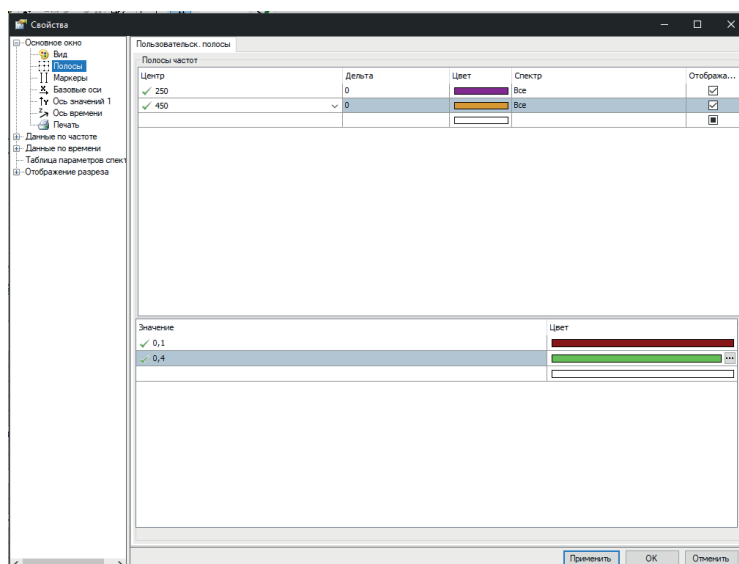 Свойства
Основное окно
Вид
Полосы
Маркеры
Базовые оси
Ось значений 1
Ось времени
Печать
Данные по частоте
Данные по времени
Таблица параметров спект
Отображение разреза
Пользовательск. полосы
Полосы частот
Центр Дельта Цвет Спектр Отобража...
250 0 Все
450 0 Все
Значение Цвет
0,1
0,4
...
Применить OK Отменить